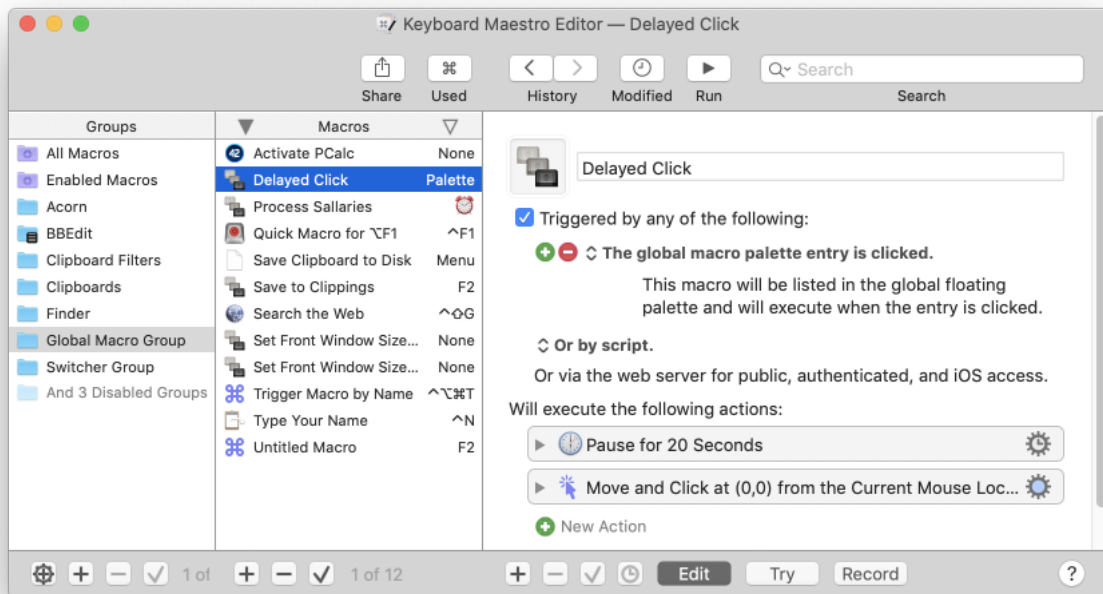 Keyboard Maestro Editor — Delayed Click
Share Used History Modified Run Search
Search
Groups
All Macros
Enabled Macros
Acorn
BBEdit
Clipboard Filters
Clipboards
Finder
Global Macro Group
Switcher Group
And 3 Disabled Groups
Macros
Activate PCalc None
Delayed Click Palette
Process Sallaries
Quick Macro for ⌥F1 ^F1
Save Clipboard to Disk Menu
Save to Clippings F2
Search the Web ^⇧G
Set Front Window Size... None
Set Front Window Size... None
Trigger Macro by Name ^⌥⌘T
Type Your Name ^N
Untitled Macro F2
Delayed Click
Triggered by any of the following:
The global macro palette entry is clicked.
This macro will be listed in the global floating
palette and will execute when the entry is clicked.
Or by script.
Or via the web server for public, authenticated, and iOS access.
Will execute the following actions:
Pause for 20 Seconds
Move and Click at (0,0) from the Current Mouse Loc...
New Action
1 of
1 of 12
Edit Try Record ?